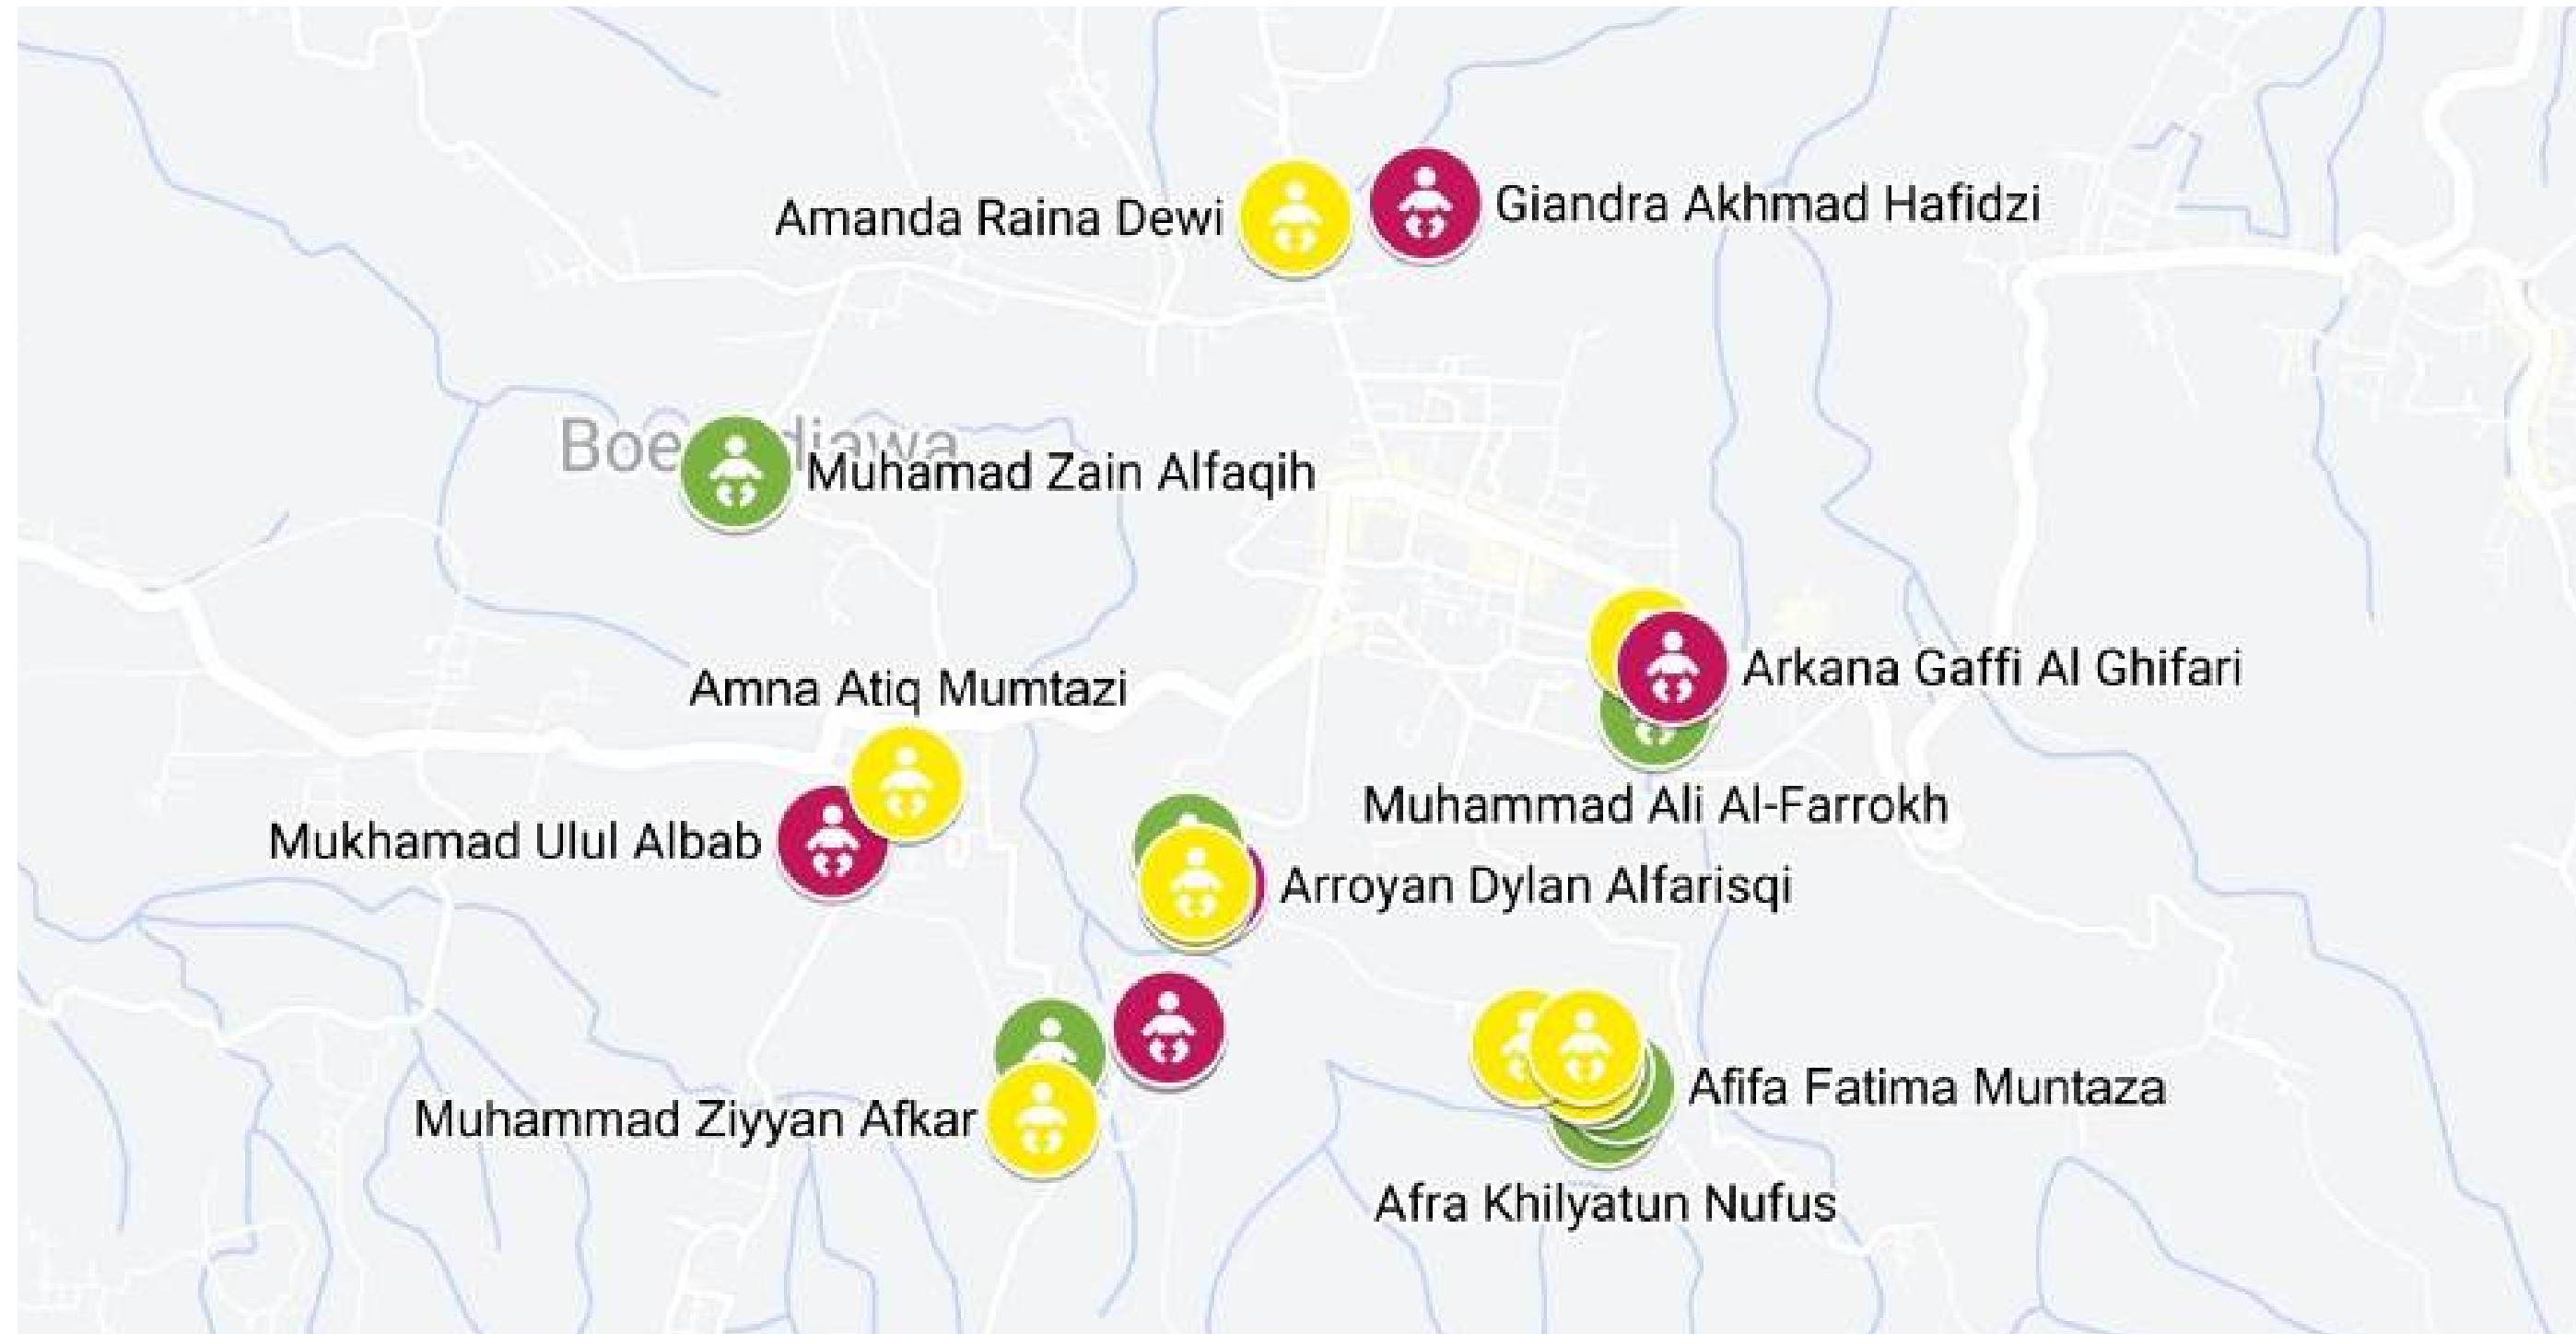 Giandra Akhmad Hafidzi
Amanda Raina Dewi
Muhamad Zain Alfaqih
Arkana Gaffi Al Ghifari
Amna Atiq Mumtazi
Muhammad Ali Al-Farrokh
Mukhamad Ulul Albab
Arroyan Dylan Alfarisqi
Afifa Fatima Muntaza
Muhammad Ziyyan Afkar
Afra Khilyatun Nufus